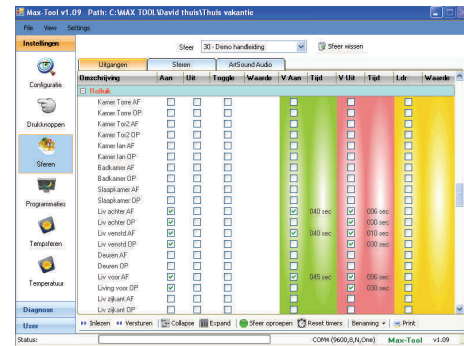 Max-Tool v1.09 Path: C:\MAX TOOL\David thuis\Thuis vakantie
File View Settings
Instellingen
Sfeer 30 - Demo handleiding Sfeer wissen
Uitgangen Sferen ArtSound Audio
Omschrijving Aan Uit Toggle Waarde V Aan Tijd V Uit Tijd Ldr Waarde
Rolluik
Kamer Torre AF
Kamer Torre OP
Kamer Tor2 AF
Kamer Tor2 OP
Kamer Ian AF
Kamer Ian OP
Badkamer AF
Badkamer OP
Slaapkamer AF
Slaapkamer OP
Liv achter AF 040 sec 006 sec
Liv achter OP 030 sec
Liv venstd AF 040 sec 010 sec
Liv venstd OP 030 sec
Deuren AF
Deuren OP
Liv voor AF 045 sec 006 sec
Living voor OP 030 sec
Liv zijkant AF
Liv zijkant OP
Configuratie
Drukknoppen
Sferen
Programmaties
Tempsferen
Temperatuur
Diagnose
User
Inlezen Versturen Collapse Expand Sfeer oproepen Reset timers Benaming Print
Status: COM4 (9600,8,N,One) Max-Tool v1.09